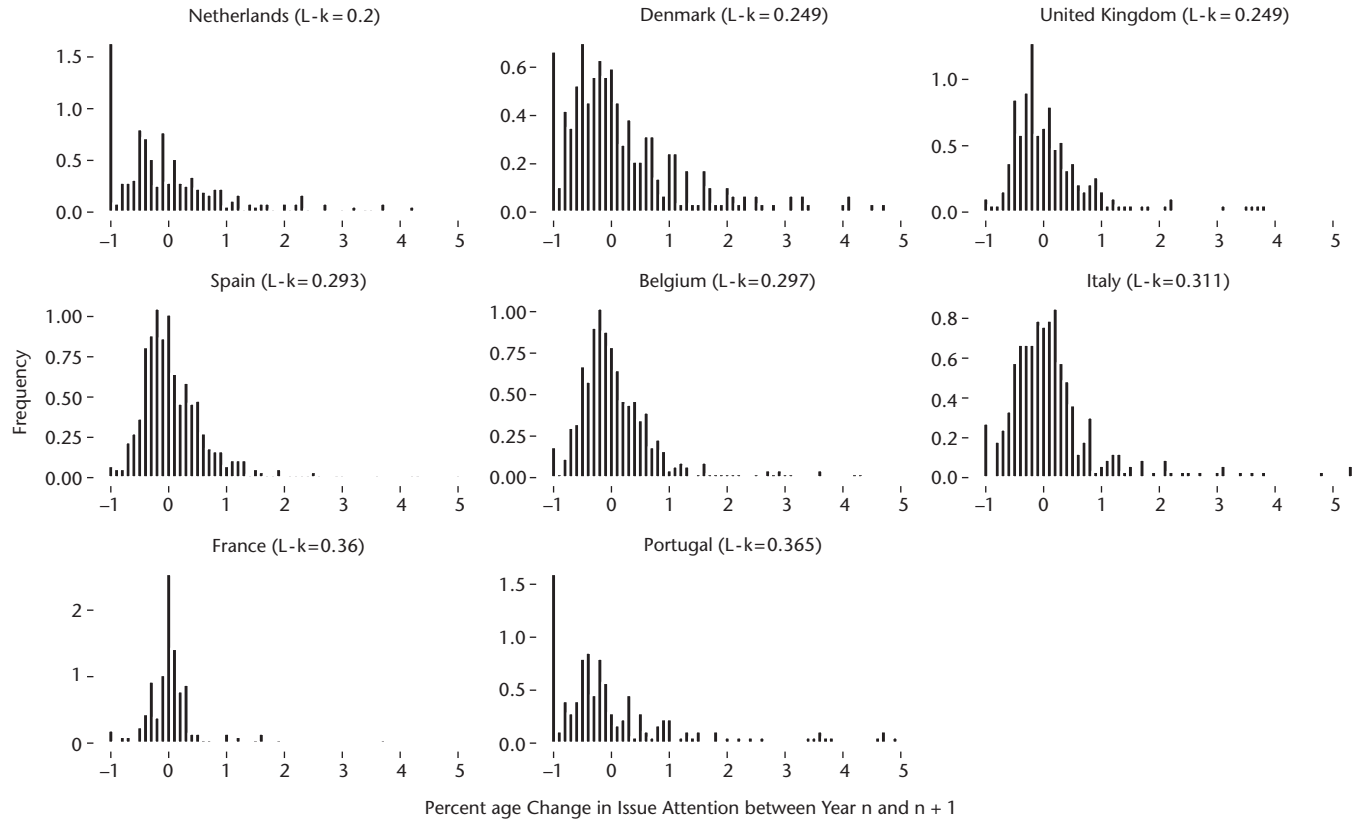 Netherlands (L-k=0.2)
1.5
1.0
0.5
0.0
−1 0 1 2 3 4 5
Denmark (L-k=0.249)
0.6
0.4
0.2
0.0
−1 0 1 2 3 4 5
United Kingdom (L-k=0.249)
1.0
0.5
0.0
−1 0 1 2 3 4 5
Frequency
Spain (L-k=0.293)
1.00
0.75
0.50
0.25
0.00
−1 0 1 2 3 4 5
Belgium (L-k=0.297)
1.00
0.75
0.50
0.25
0.00
−1 0 1 2 3 4 5
Italy (L-k=0.311)
0.8
0.6
0.4
0.2
0.0
−1 0 1 2 3 4 5
France (L-k=0.36)
2
1
0
−1 0 1 2 3 4 5
Portugal (L-k=0.365)
1.5
1.0
0.5
0.0
−1 0 1 2 3 4 5
Percent age Change in Issue Attention between Year n and n + 1